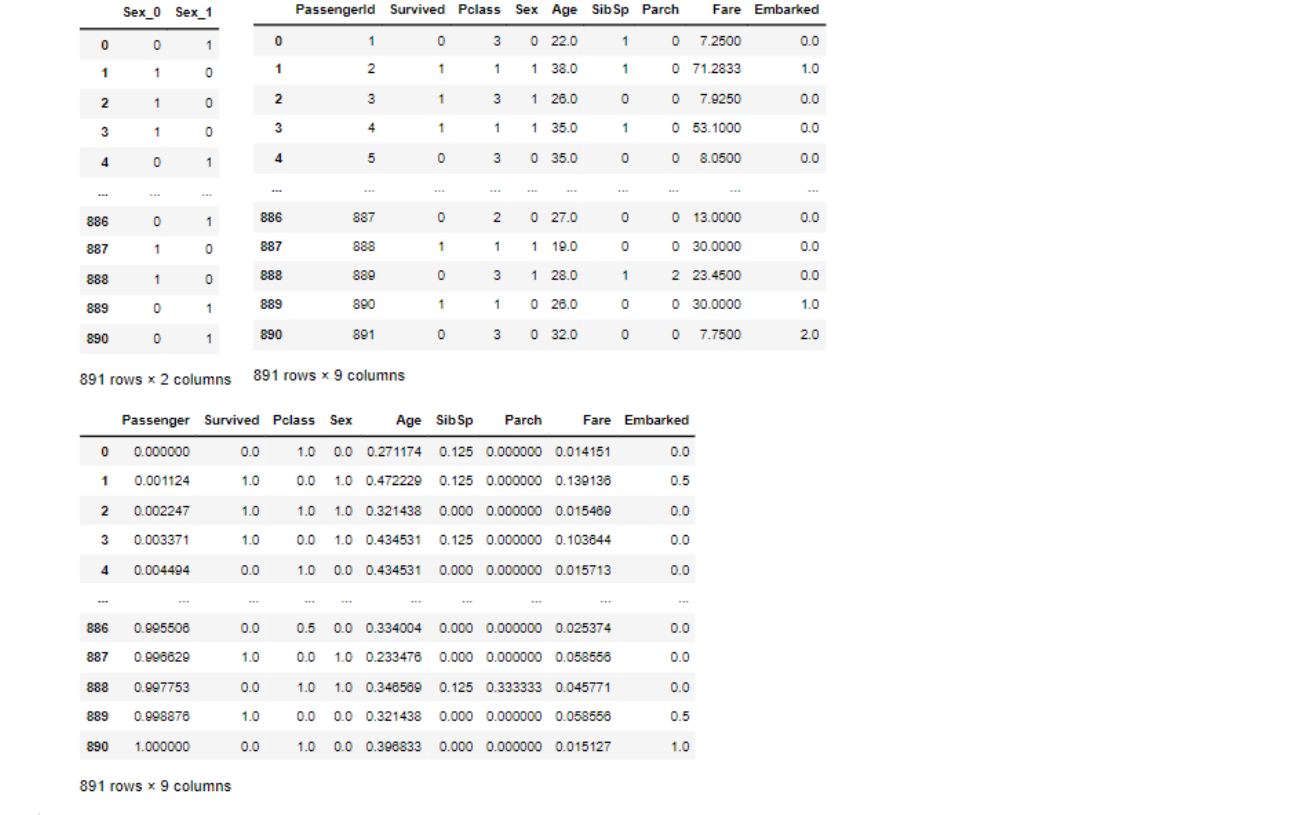 Sex_0 Sex_1
0 0 1
1 1 0
2 1 0
3 1 0
4 0 1
... ... ...
886 0 1
887 1 0
888 1 0
889 0 1
890 0 1
891 rows × 2 columns
PassengerId Survived Pclass Sex Age SibSp Parch Fare Embarked
0 1 0 3 0 22.0 1 0 7.2500 0.0
1 2 1 1 1 38.0 1 0 71.2833 1.0
2 3 1 3 1 26.0 0 0 7.9250 0.0
3 4 1 1 1 35.0 1 0 53.1000 0.0
4 5 0 3 0 35.0 0 0 8.0500 0.0
... ... ... ... ... ... ... ... ... ...
886 887 0 2 0 27.0 0 0 13.0000 0.0
887 888 1 1 1 19.0 0 0 30.0000 0.0
888 889 0 3 1 28.0 1 2 23.4500 0.0
889 890 1 1 0 26.0 0 0 30.0000 1.0
890 891 0 3 0 32.0 0 0 7.7500 2.0
891 rows × 9 columns
Passenger Survived Pclass Sex Age SibSp Parch Fare Embarked
0 0.000000 0.0 1.0 0.0 0.271174 0.125 0.000000 0.014151 0.0
1 0.001124 1.0 0.0 1.0 0.472229 0.125 0.000000 0.139136 0.5
2 0.002247 1.0 1.0 1.0 0.321438 0.000 0.000000 0.015469 0.0
3 0.003371 1.0 0.0 1.0 0.434531 0.125 0.000000 0.103644 0.0
4 0.004494 0.0 1.0 0.0 0.434531 0.000 0.000000 0.015713 0.0
... ... ... ... ... ... ... ... ... ...
886 0.995506 0.0 0.5 0.0 0.334004 0.000 0.000000 0.025374 0.0
887 0.996629 1.0 0.0 1.0 0.233476 0.000 0.000000 0.058556 0.0
888 0.997753 0.0 1.0 1.0 0.346569 0.125 0.333333 0.045771 0.0
889 0.998876 1.0 0.0 0.0 0.321438 0.000 0.000000 0.058556 0.5
890 1.000000 0.0 1.0 0.0 0.396833 0.000 0.000000 0.015127 1.0
891 rows × 9 columns